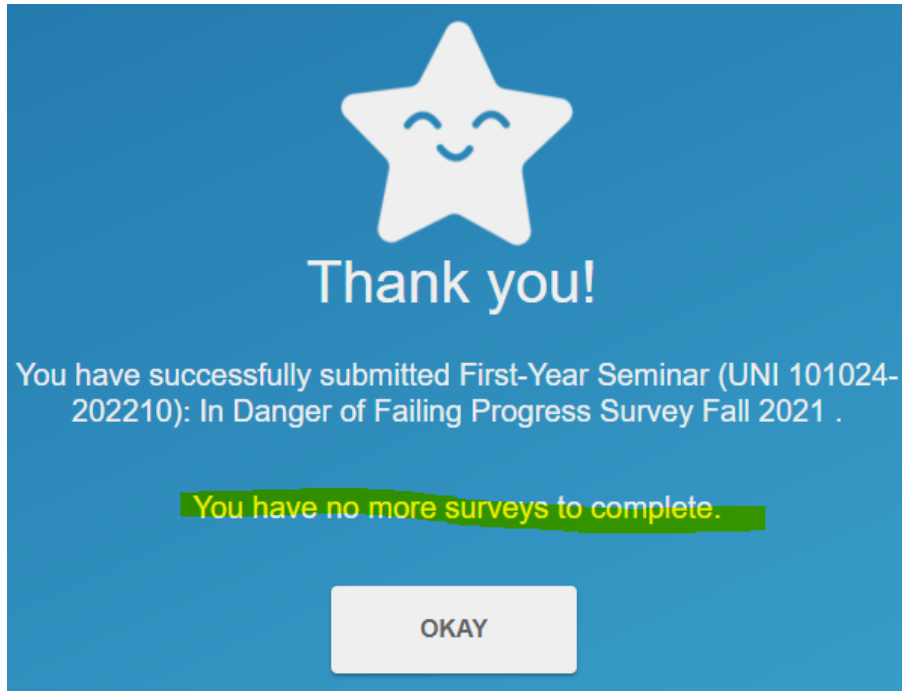 Thank you!
You have successfully submitted First-Year Seminar (UNI 101024-
202210): In Danger of Failing Progress Survey Fall 2021 .
You have no more surveys to complete.
OKAY